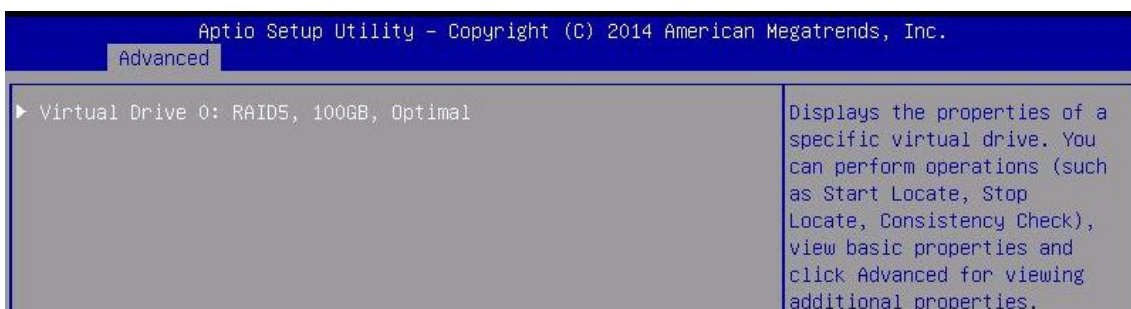 Aptio Setup Utility – Copyright (C) 2014 American Megatrends, Inc.
Advanced
Virtual Drive 0: RAID5, 100GB, Optimal
Displays the properties of a
specific virtual drive. You
can perform operations (such
as Start Locate, Stop
Locate, Consistency Check),
view basic properties and
click Advanced for viewing
additional properties.